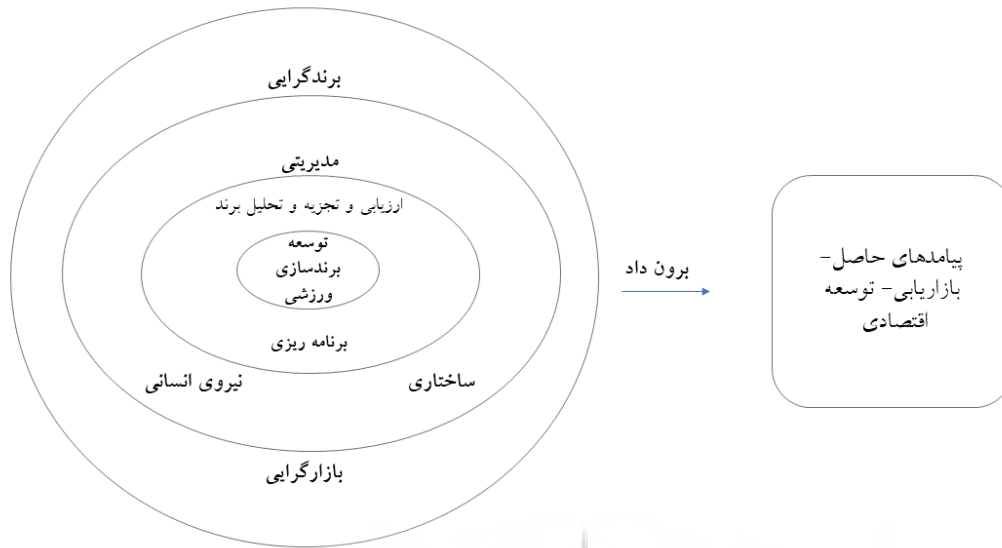 برندگرایی
مدیریتی
ارزیابی و تجزیه و تحلیل برند
توسعه
برندسازی
ورزشی
برنامه ریزی
نیروی انسانی
ساختاری
بازارگرایی
برون داد
پیامدهای حاصل-
بازاریابی- توسعه
اقتصادی